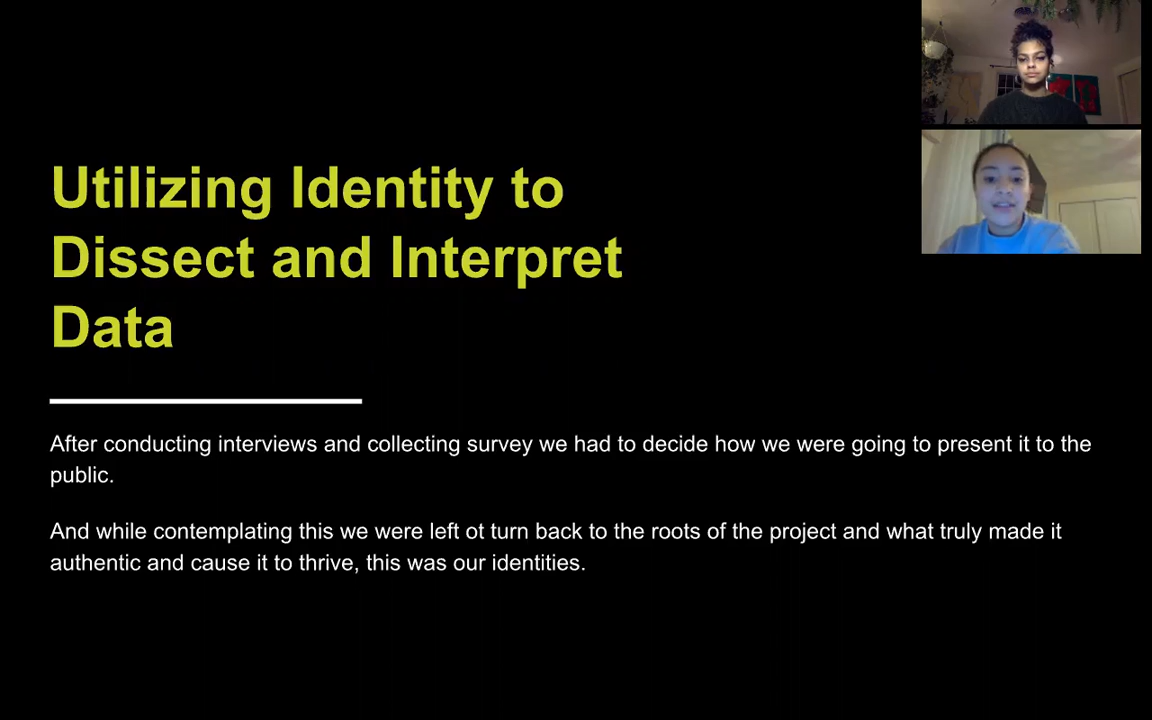 Utilizing Identity to
Dissect and Interpret
Data
After conducting interviews and collecting survey we had to decide how we were going to present it to the
public.
And while contemplating this we were left ot turn back to the roots of the project and what truly made it
authentic and cause it to thrive, this was our identities.